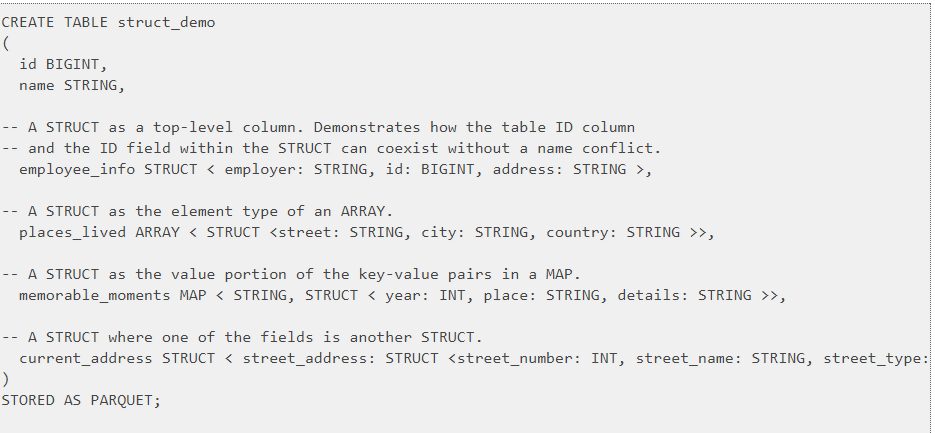 CREATE TABLE struct_demo
(
  id BIGINT,
  name STRING,

-- A STRUCT as a top-level column. Demonstrates how the table ID column
-- and the ID field within the STRUCT can coexist without a name conflict.
  employee_info STRUCT < employer: STRING, id: BIGINT, address: STRING >,

-- A STRUCT as the element type of an ARRAY.
  places_lived ARRAY < STRUCT <street: STRING, city: STRING, country: STRING >>,

-- A STRUCT as the value portion of the key-value pairs in a MAP.
  memorable_moments MAP < STRING, STRUCT < year: INT, place: STRING, details: STRING >>,

-- A STRUCT where one of the fields is another STRUCT.
  current_address STRUCT < street_address: STRUCT <street_number: INT, street_name: STRING, street_type:
)
STORED AS PARQUET;